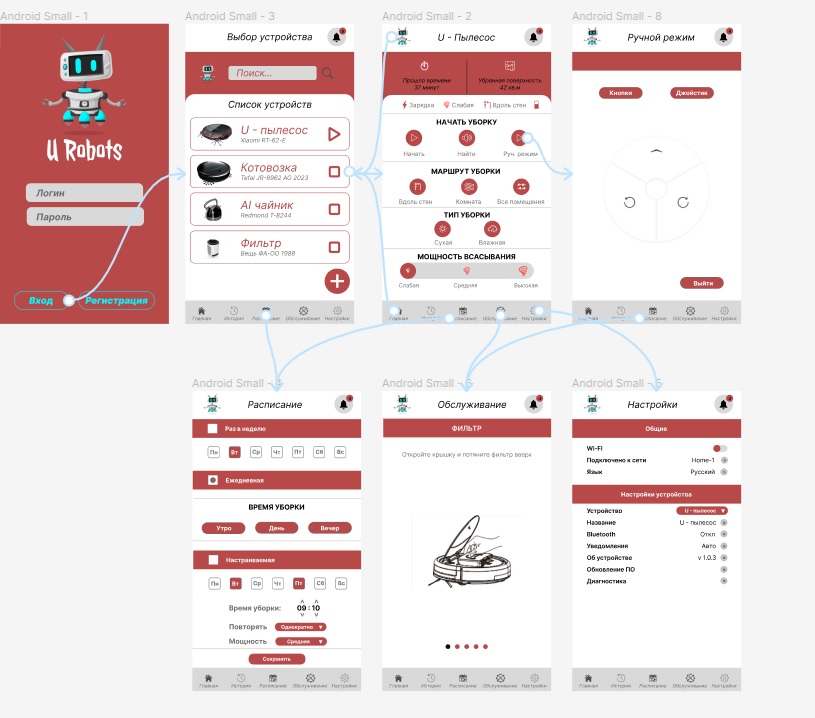 Android Small - 1
U Robots
Логин
Пароль
Вход
Регистрация
Android Small - 3
Выбор устройства
Поиск...
Список устройств
U - пылесос
Xiaomi RT-62-E
Котовозка
Tefal JR-8962 AG 2023
AI чайник
Redmond T-8244
Фильтр
Вещь ФА-ОО 1988
Главная
История
Обслуживание
Настройки
Android Small - 2
U - Пылесос
Прошло времени
37 минут
Убранная поверхность
42 кв.м
Зарядка
Слабая
Вдоль стен
НАЧАТЬ УБОРКУ
Начать
Найти
Руч. режим
МАРШРУТ УБОРКИ
Вдоль стен
Комната
Все помещения
ТИП УБОРКИ
Сухая
Влажная
МОЩНОСТЬ ВСАСЫВАНИЯ
Слабая
Средняя
Высокая
Главная
Обслуживание
Настройки
Android Small - 8
Ручной режим
Кнопки
Джойстик
Выйти
Главная
История
Обслуживание
Настройки
Android Small -
Расписание
Раз в неделю
Пн Вт Ср Чт Пт Сб Вс
Ежедневная
ВРЕМЯ УБОРКИ
Утро
День
Вечер
Настраиваемая
Пн Вт Ср Чт Пт Сб Вс
Время уборки:
09 : 10
Повторять
Однократно
Мощность
Средняя
Сохранить
Главная
История
Расписание
Обслуживание
Настройки
Android Small -
Обслуживание
ФИЛЬТР
Откройте крышку и потяните фильтр вверх
Главная
История
Расписание
Обслуживание
Настройки
Android Small -
Настройки
Общие
Wi-Fi
Подключено к сети
Home-1
Язык
Русский
Настройки устройства
Устройство
U - пылесос
Название
U - пылесос
Bluetooth
Откл
Уведомления
Авто
Об устройстве
v 1.0.3
Обновление ПО
Диагностика
Главная
История
Расписание
Обслуживание
Настройки